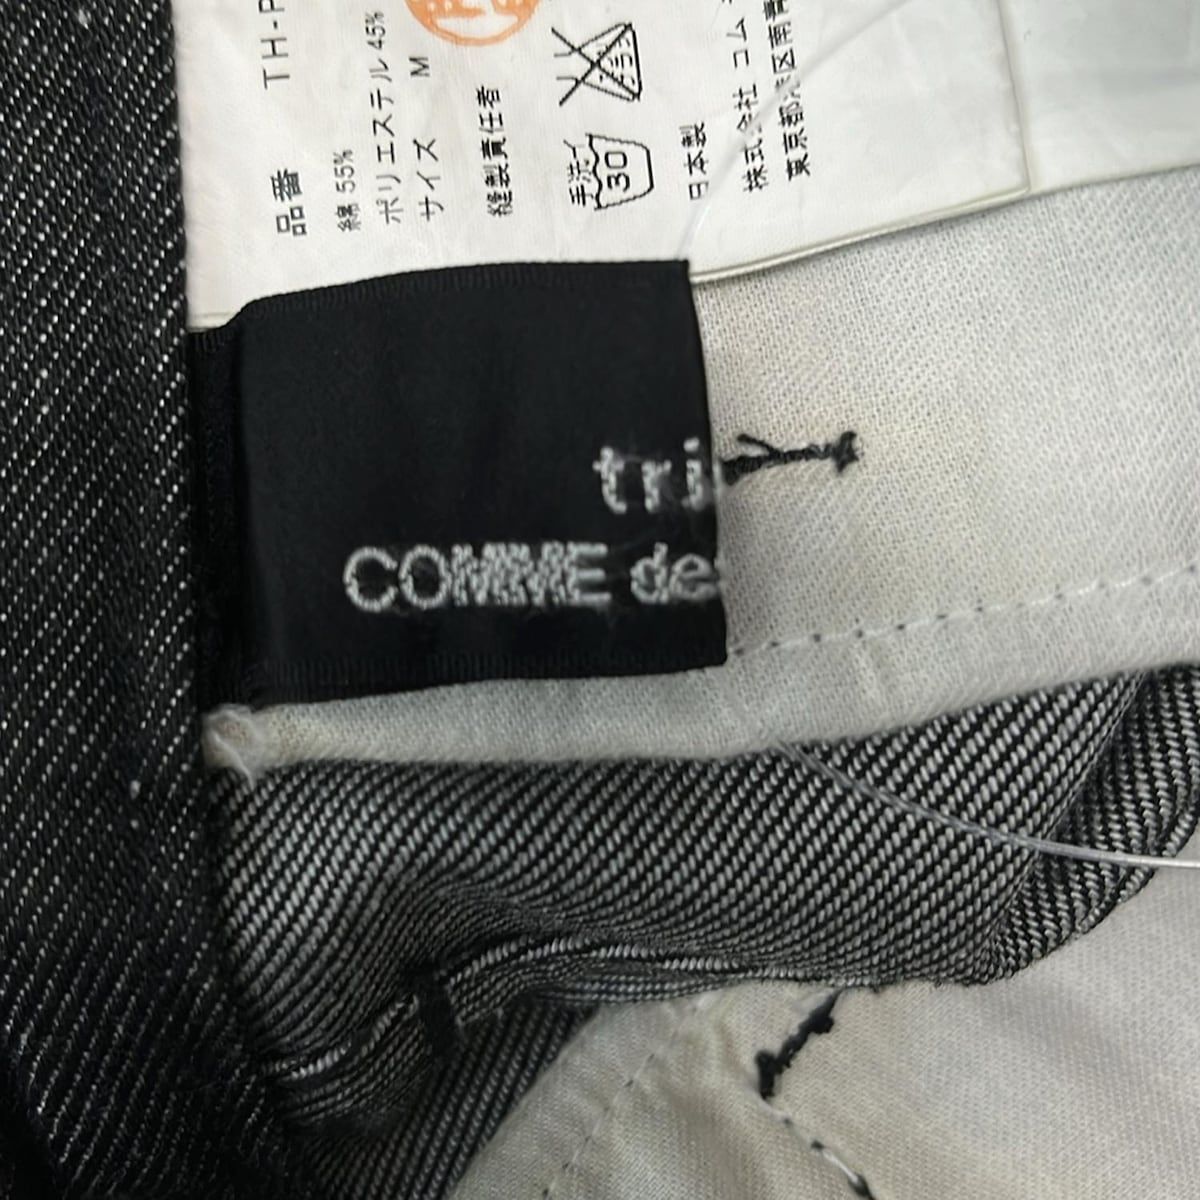 品番 TH-P
綿 55%
ポリエステル 45%
サイズ M
縫製責任者
手洗イ
30
日本製
株式会社 コム
東京都港区南青
tri
COMME de